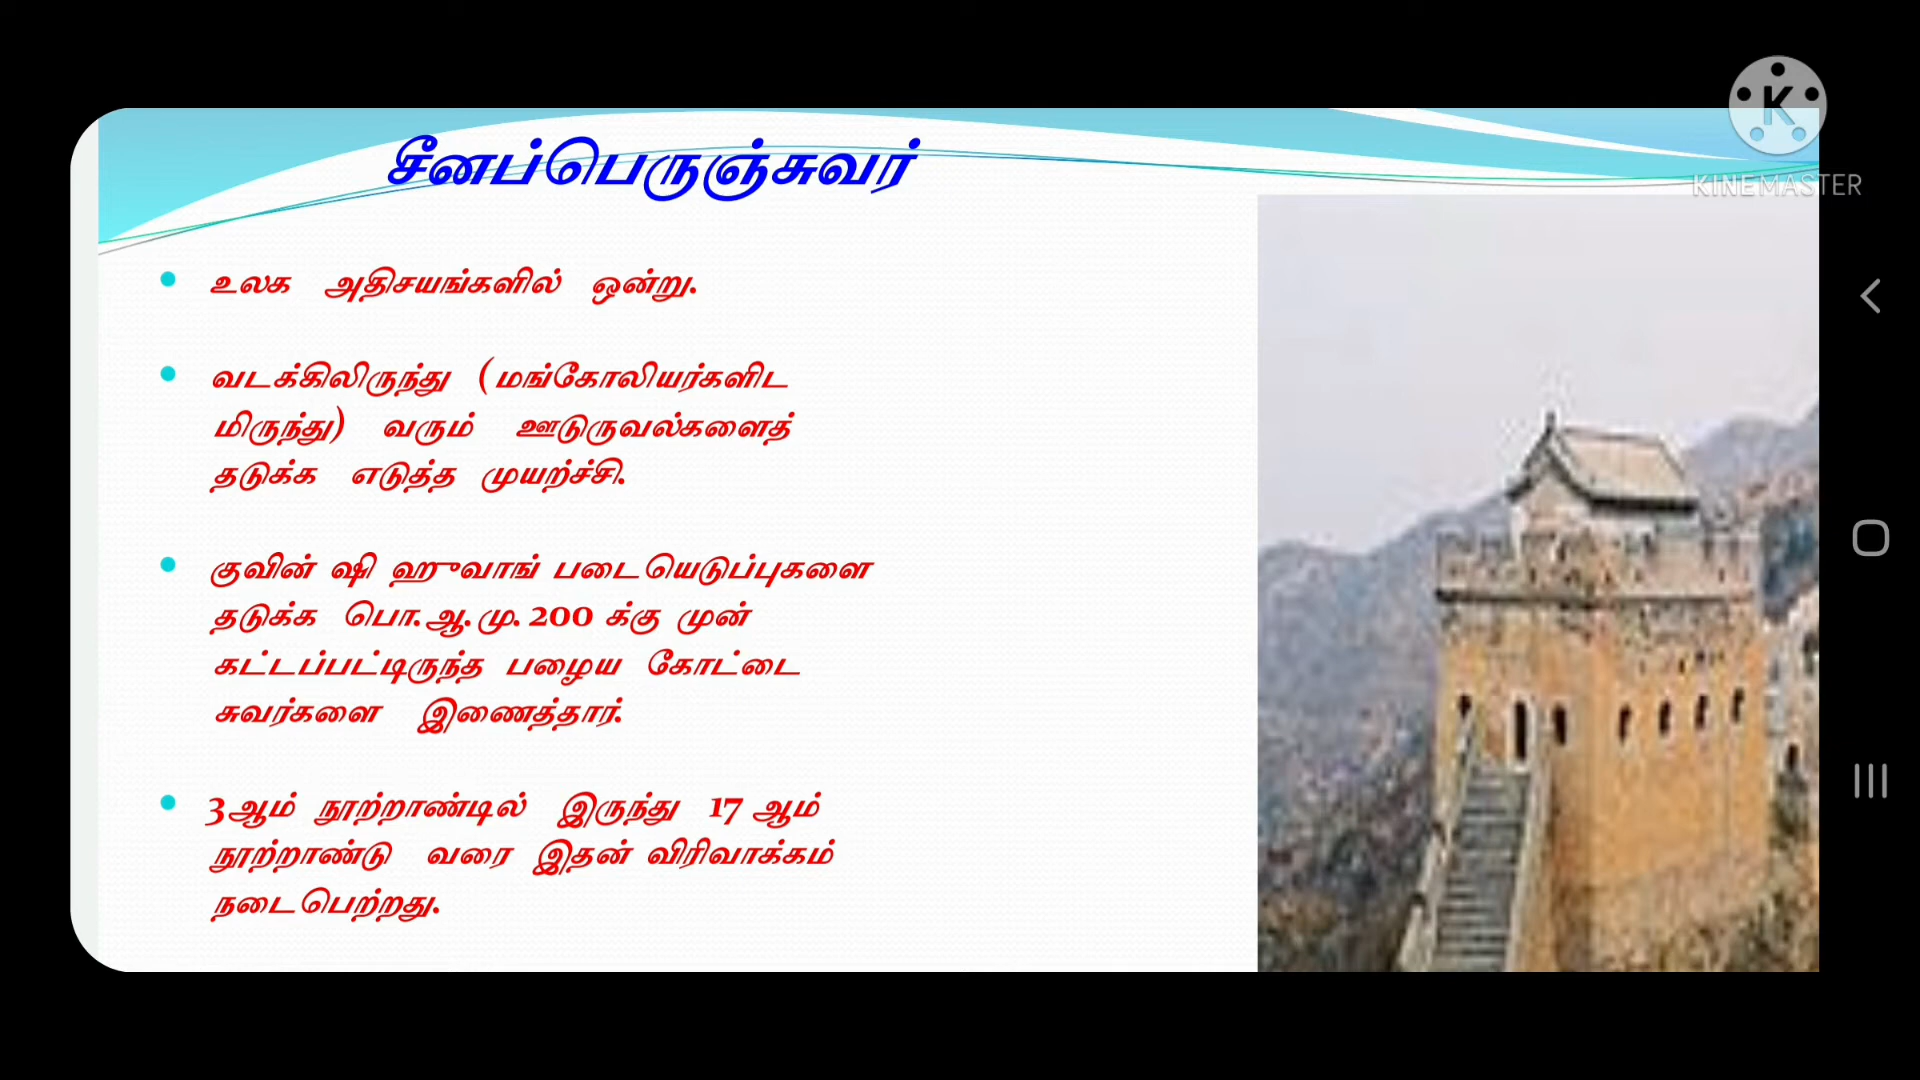 சீனப்பெருஞ்சுவர்
K
KINEMASTER
உலக அதிசயங்களில் ஒன்று.
வடக்கிலிருந்து (மங்கோலியர்களிட
மிருந்து) வரும் ஊடுருவல்களைத்
தடுக்க எடுத்த முயற்ச்சி.
குவின் ஷி ஹுவாங் படையெடுப்புகளை
தடுக்க பொ.ஆ.மு. 200 க்கு முன்
கட்டப்பட்டிருந்த பழைய கோட்டை
சுவர்களை இணைத்தார்.
3ஆம் நூற்றாண்டில் இருந்து 17 ஆம்
நூற்றாண்டு வரை இதன் விரிவாக்கம்
நடைபெற்றது.